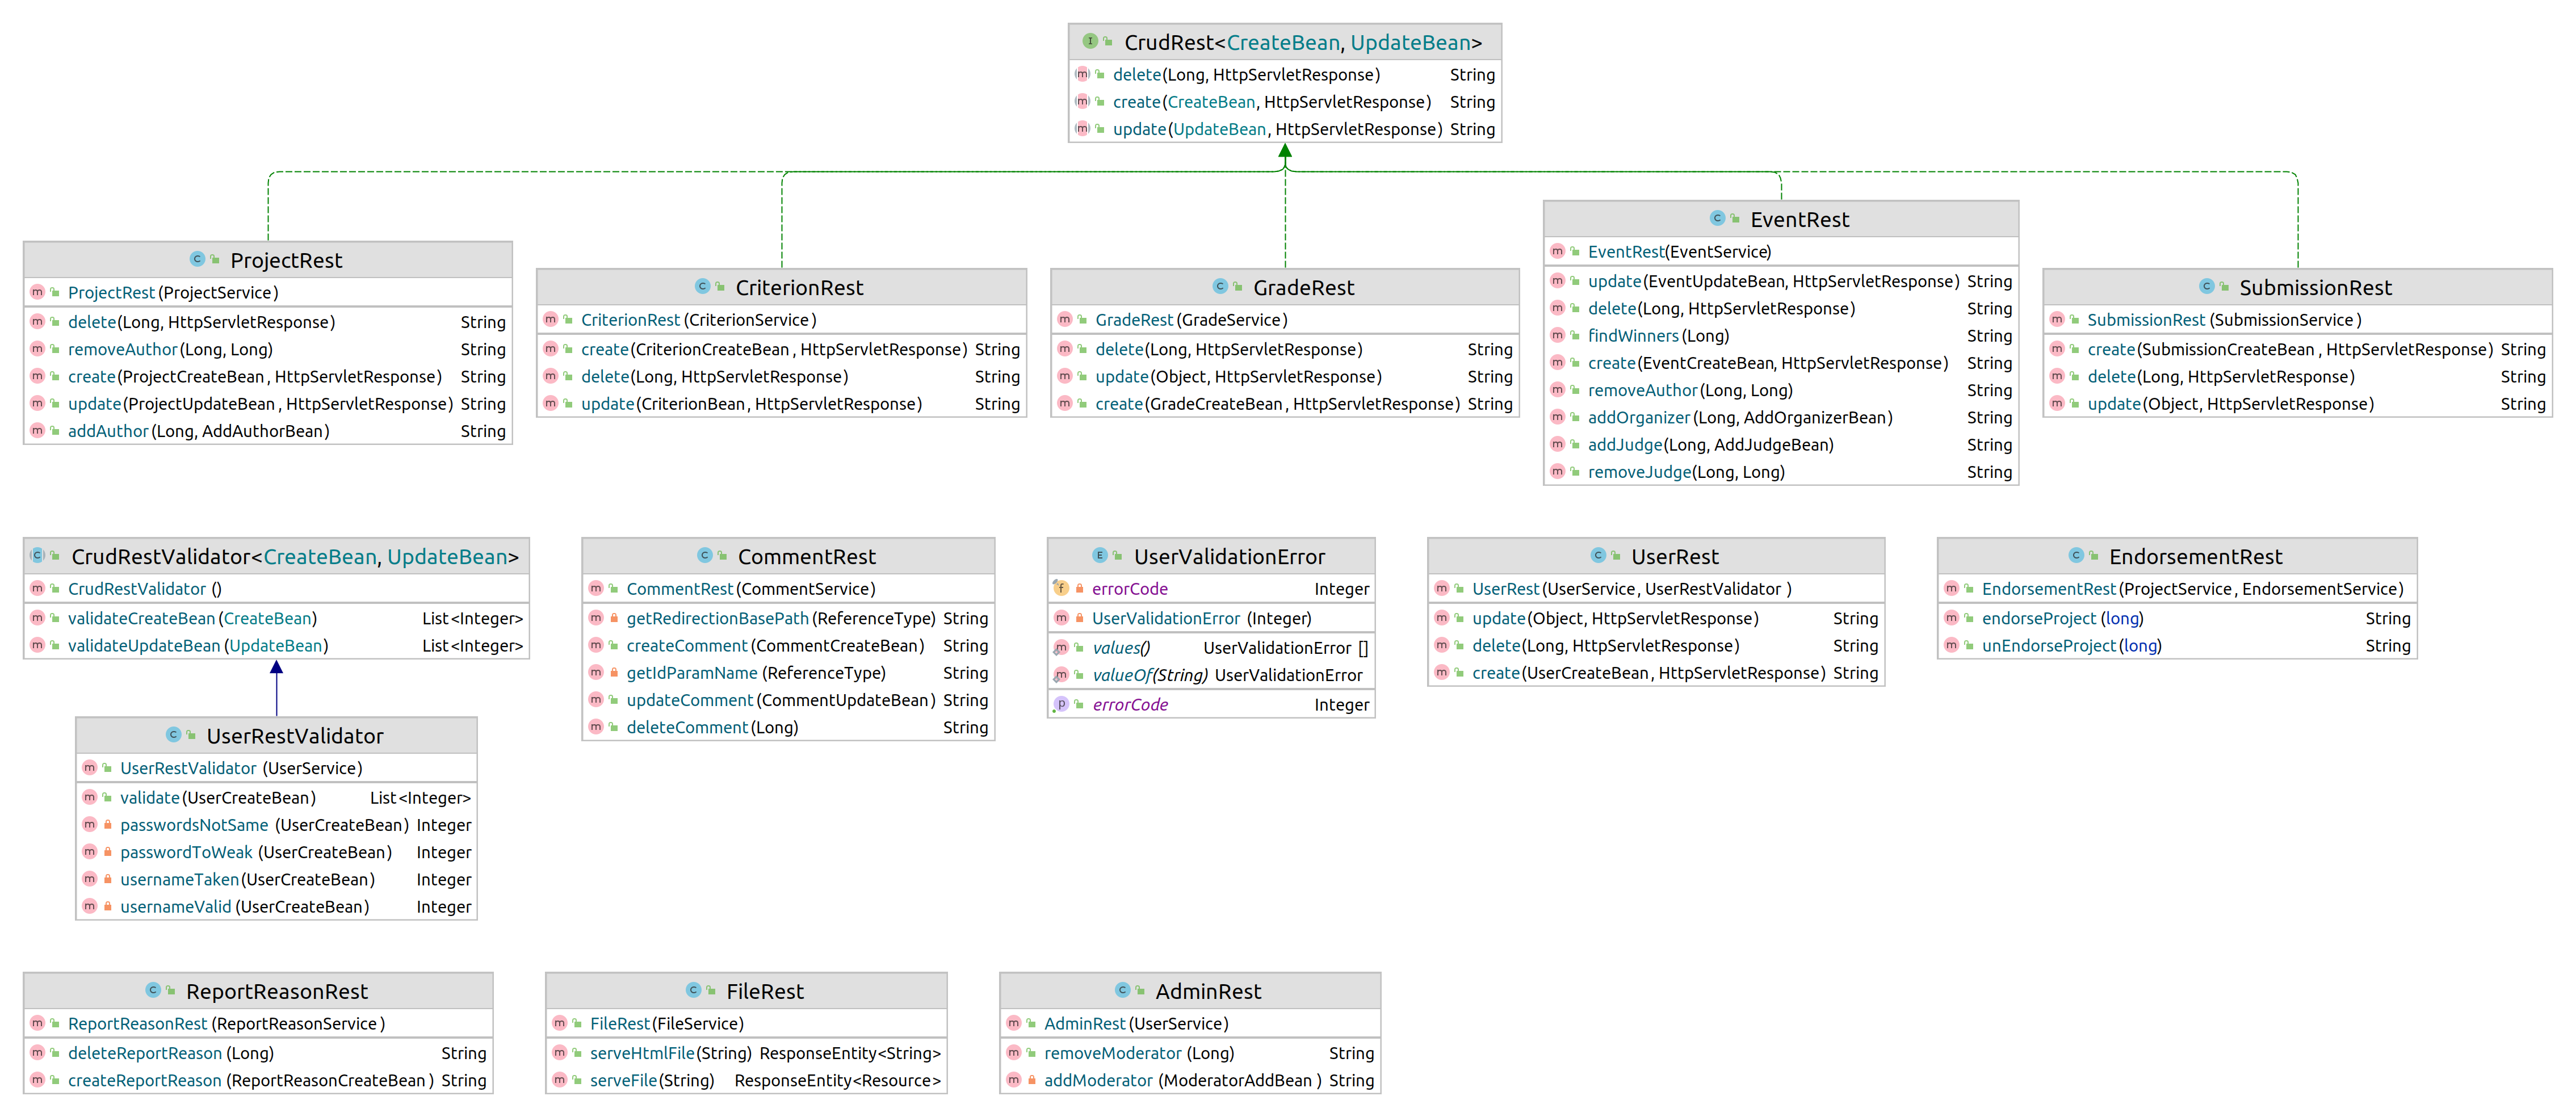 CrudRest<CreateBean, UpdateBean>
delete(Long, HttpServletResponse) String
create(CreateBean, HttpServletResponse) String
update(UpdateBean, HttpServletResponse) String
ProjectRest
ProjectRest(ProjectService)
delete(Long, HttpServletResponse) String
removeAuthor(Long, Long) String
create(ProjectCreateBean, HttpServletResponse) String
update(ProjectUpdateBean, HttpServletResponse) String
addAuthor(Long, AddAuthorBean) String
CriterionRest
CriterionRest(CriterionService)
create(CriterionCreateBean, HttpServletResponse) String
delete(Long, HttpServletResponse) String
update(CriterionBean, HttpServletResponse) String
GradeRest
GradeRest(GradeService)
delete(Long, HttpServletResponse) String
update(Object, HttpServletResponse) String
create(GradeCreateBean, HttpServletResponse) String
EventRest
EventRest(EventService)
update(EventUpdateBean, HttpServletResponse) String
delete(Long, HttpServletResponse) String
findWinners(Long) String
create(EventCreateBean, HttpServletResponse) String
removeAuthor(Long, Long) String
addOrganizer(Long, AddOrganizerBean) String
addJudge(Long, AddJudgeBean) String
removeJudge(Long, Long) String
SubmissionRest
SubmissionRest(SubmissionService)
create(SubmissionCreateBean, HttpServletResponse) String
delete(Long, HttpServletResponse) String
update(Object, HttpServletResponse) String
CrudRestValidator<CreateBean, UpdateBean>
CrudRestValidator()
validateCreateBean(CreateBean) List<Integer>
validateUpdateBean(UpdateBean) List<Integer>
CommentRest
CommentRest(CommentService)
getRedirectionBasePath(ReferenceType) String
createComment(CommentCreateBean) String
getIdParamName(ReferenceType) String
updateComment(CommentUpdateBean) String
deleteComment(Long) String
UserValidationError
errorCode Integer
UserValidationError(Integer)
values() UserValidationError[]
valueOf(String) UserValidationError
errorCode Integer
UserRest
UserRest(UserService, UserRestValidator)
update(Object, HttpServletResponse) String
delete(Long, HttpServletResponse) String
create(UserCreateBean, HttpServletResponse) String
EndorsementRest
EndorsementRest(ProjectService, EndorsementService)
endorseProject(long) String
unEndorseProject(long) String
UserRestValidator
UserRestValidator(UserService)
validate(UserCreateBean) List<Integer>
passwordsNotSame(UserCreateBean) Integer
passwordToWeak(UserCreateBean) Integer
usernameTaken(UserCreateBean) Integer
usernameValid(UserCreateBean) Integer
ReportReasonRest
ReportReasonRest(ReportReasonService)
deleteReportReason(Long) String
createReportReason(ReportReasonCreateBean) String
FileRest
FileRest(FileService)
serveHtmlFile(String) ResponseEntity<String>
serveFile(String) ResponseEntity<Resource>
AdminRest
AdminRest(UserService)
removeModerator(Long) String
addModerator(ModeratorAddBean) String